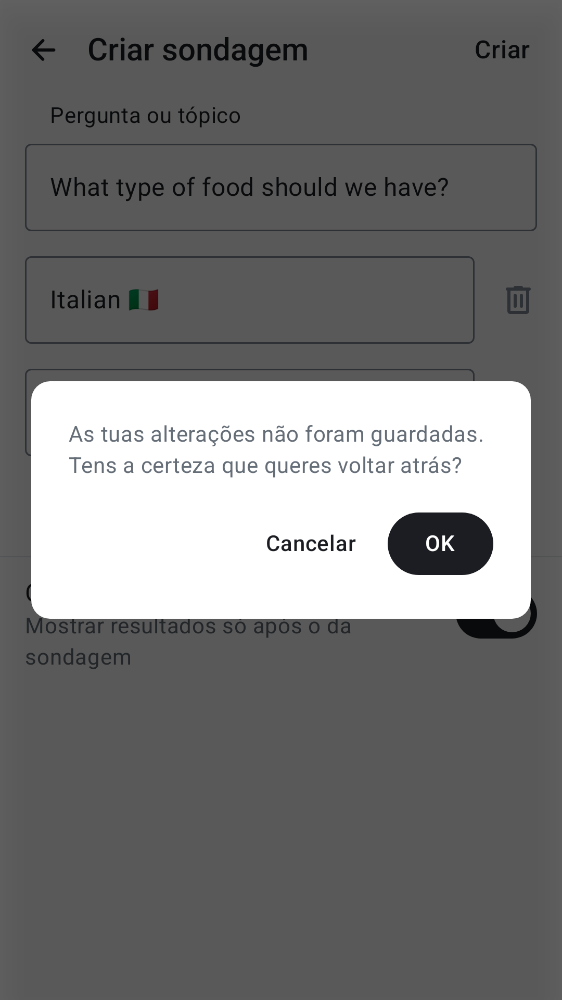 Criar sondagem
Criar
Pergunta ou tópico
What type of food should we have?
Italian 🇮🇹
As tuas alterações não foram guardadas.
Tens a certeza que queres voltar atrás?
Cancelar
OK
Mostrar resultados só após o da
sondagem